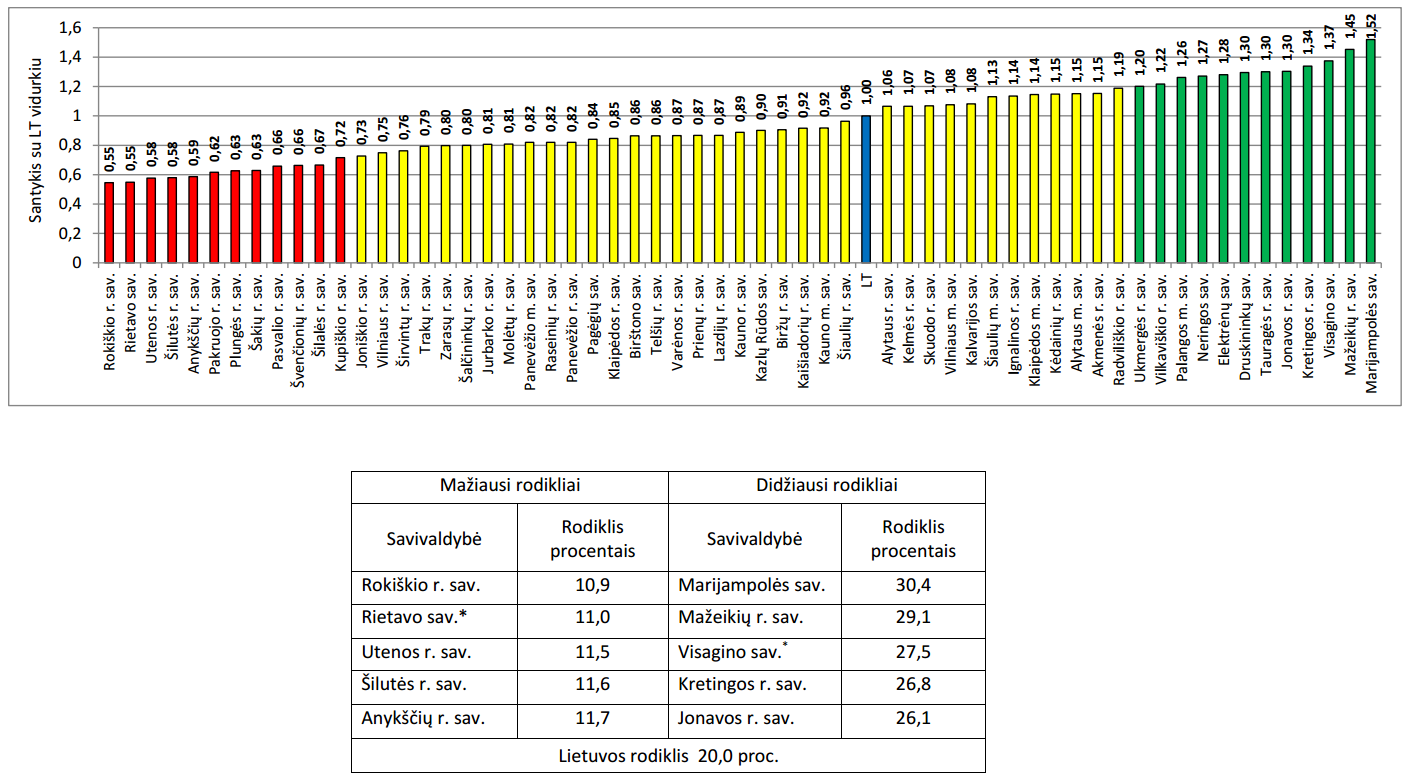 Santykis su LT vidurkiu
1,6
1,4
1,2
1
0,8
0,6
0,4
0,2
0
0,55 0,55 0,58 0,58 0,59 0,62 0,63 0,63 0,66 0,66 0,67 0,72 0,73 0,75 0,76 0,79 0,80 0,80 0,81 0,81 0,82 0,82 0,82 0,84 0,85 0,86 0,86 0,87 0,87 0,87 0,89 0,90 0,91 0,92 0,92 0,96 1,00 1,06 1,07 1,07 1,08 1,08 1,13 1,14 1,14 1,15 1,15 1,15 1,19 1,20 1,22 1,26 1,27 1,28 1,30 1,30 1,30 1,34 1,37 1,45 1,52
Rokiškio r. sav.
Rietavo sav.
Utenos r. sav.
Šilutės r. sav.
Anykščių r. sav.
Pakruojo r. sav.
Plungės r. sav.
Šakių r. sav.
Pasvalio r. sav.
Švenčionių r. sav.
Šilalės r. sav.
Kupiškio r. sav.
Joniškio r. sav.
Vilniaus r. sav.
Širvintų r. sav.
Trakų r. sav.
Zarasų r. sav.
Šalčininkų r. sav.
Jurbarko r. sav.
Molėtų r. sav.
Panevėžio m. sav.
Raseinių r. sav.
Panevėžio r. sav
Pagėgių sav
Klaipėdos r. sav.
Birštono sav.
Telšių r. sav.
Varėnos r. sav.
Prienų r. sav.
Lazdijų r. sav.
Kauno r. sav.
Kazlų Rūdos sav.
Biržų r. sav
Kaišiadorių r. sav.
Kauno m. sav.
Šiaulių r. sav.
LT
Alytaus r. sav.
Kelmės r. sav.
Skuodo r. sav.
Vilniaus m. sav.
Kalvarijos sav.
Šiaulių m. sav.
Ignalinos r. sav.
Klaipėdos m. sav.
Kėdainių r. sav.
Alytaus m. sav.
Akmenės r. sav.
Radviliškio r. sav.
Ukmergės r. sav.
Vilkaviškio r. sav.
Palangos m. sav.
Neringos sav.
Elektrėnų sav.
Druskininkų sav.
Tauragės r. sav.
Jonavos r. sav.
Kretingos r. sav.
Visagino sav
Mažeikių r. sav.
Marijampolės sav
Mažiausi rodikliai Didžiausi rodikliai
Savivaldybė Rodiklis procentais Savivaldybė Rodiklis procentais
Rokiškio r. sav. 10,9 Marijampolės sav. 30,4
Rietavo sav.* 11,0 Mažeikių r. sav. 29,1
Utenos r. sav. 11,5 Visagino sav.* 27,5
Šilutės r. sav. 11,6 Kretingos r. sav. 26,8
Anykščių r. sav. 11,7 Jonavos r. sav. 26,1
Lietuvos rodiklis 20,0 proc.